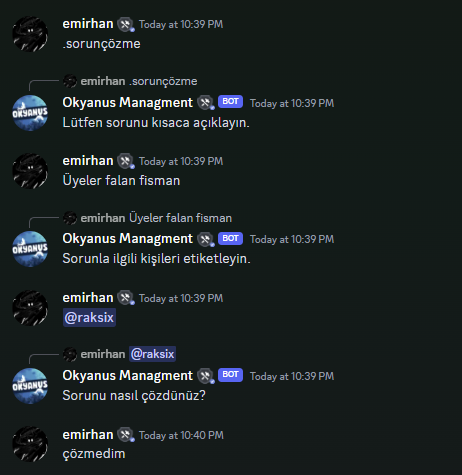 emirhan Today at 10:39 PM
.sorunçözme
emirhan .sorunçözme
OKYANUS
Okyanus Managment BOT Today at 10:39 PM
Lütfen sorunu kısaca açıklayın.
emirhan Today at 10:39 PM
Üyeler falan fisman
emirhan Üyeler falan fisman
OKYANUS
Okyanus Managment BOT Today at 10:39 PM
Sorunla ilgili kişileri etiketleyin.
emirhan Today at 10:39 PM
@raksix
emirhan @raksix
OKYANUS
Okyanus Managment BOT Today at 10:39 PM
Sorunu nasıl çözdünüz?
emirhan Today at 10:40 PM
çözmedim